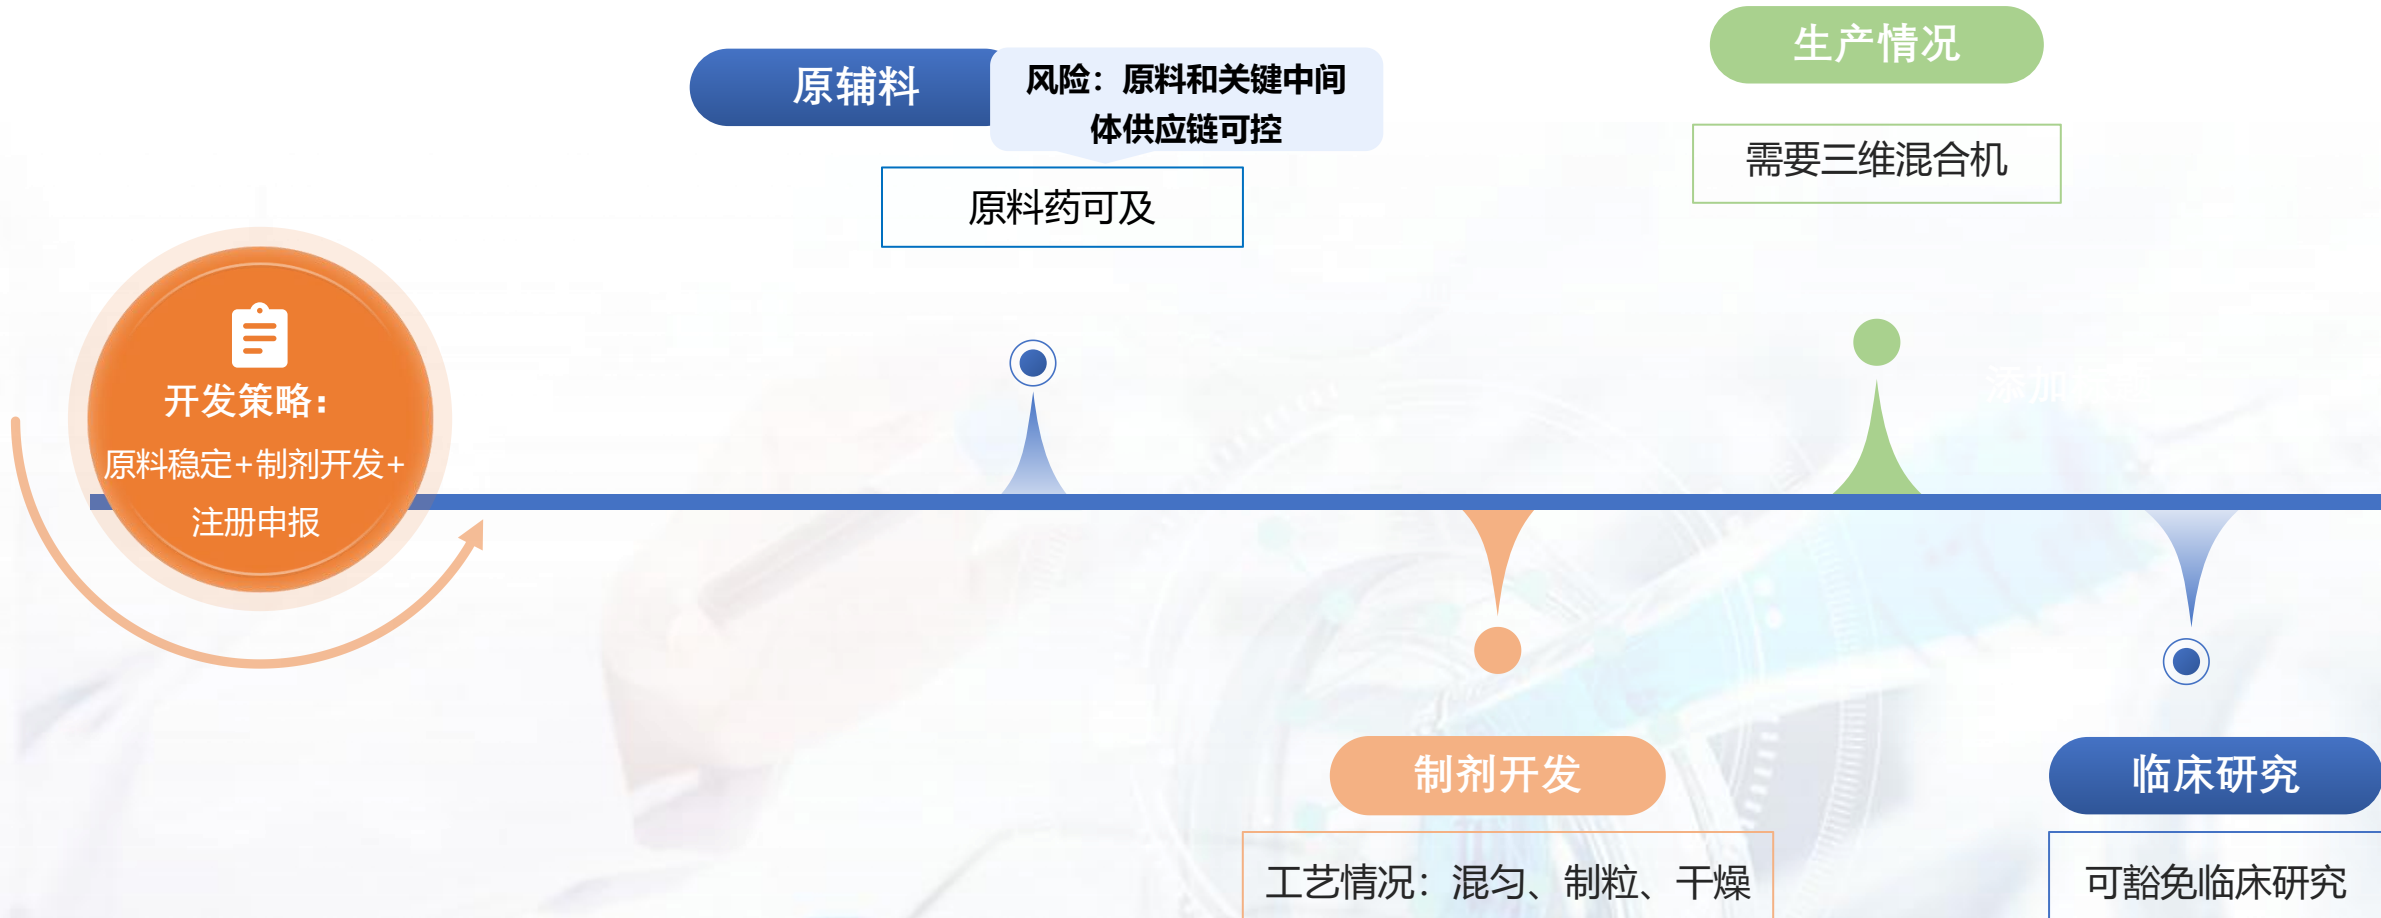 生产情况
原辅料
风险：原料和关键中间
体供应链可控
需要三维混合机
原料药可及
开发策略：
原料稳定+制剂开发+
注册申报
添加
制剂开发
临床研究
工艺情况：混匀、制粒、干燥
可豁免临床研究